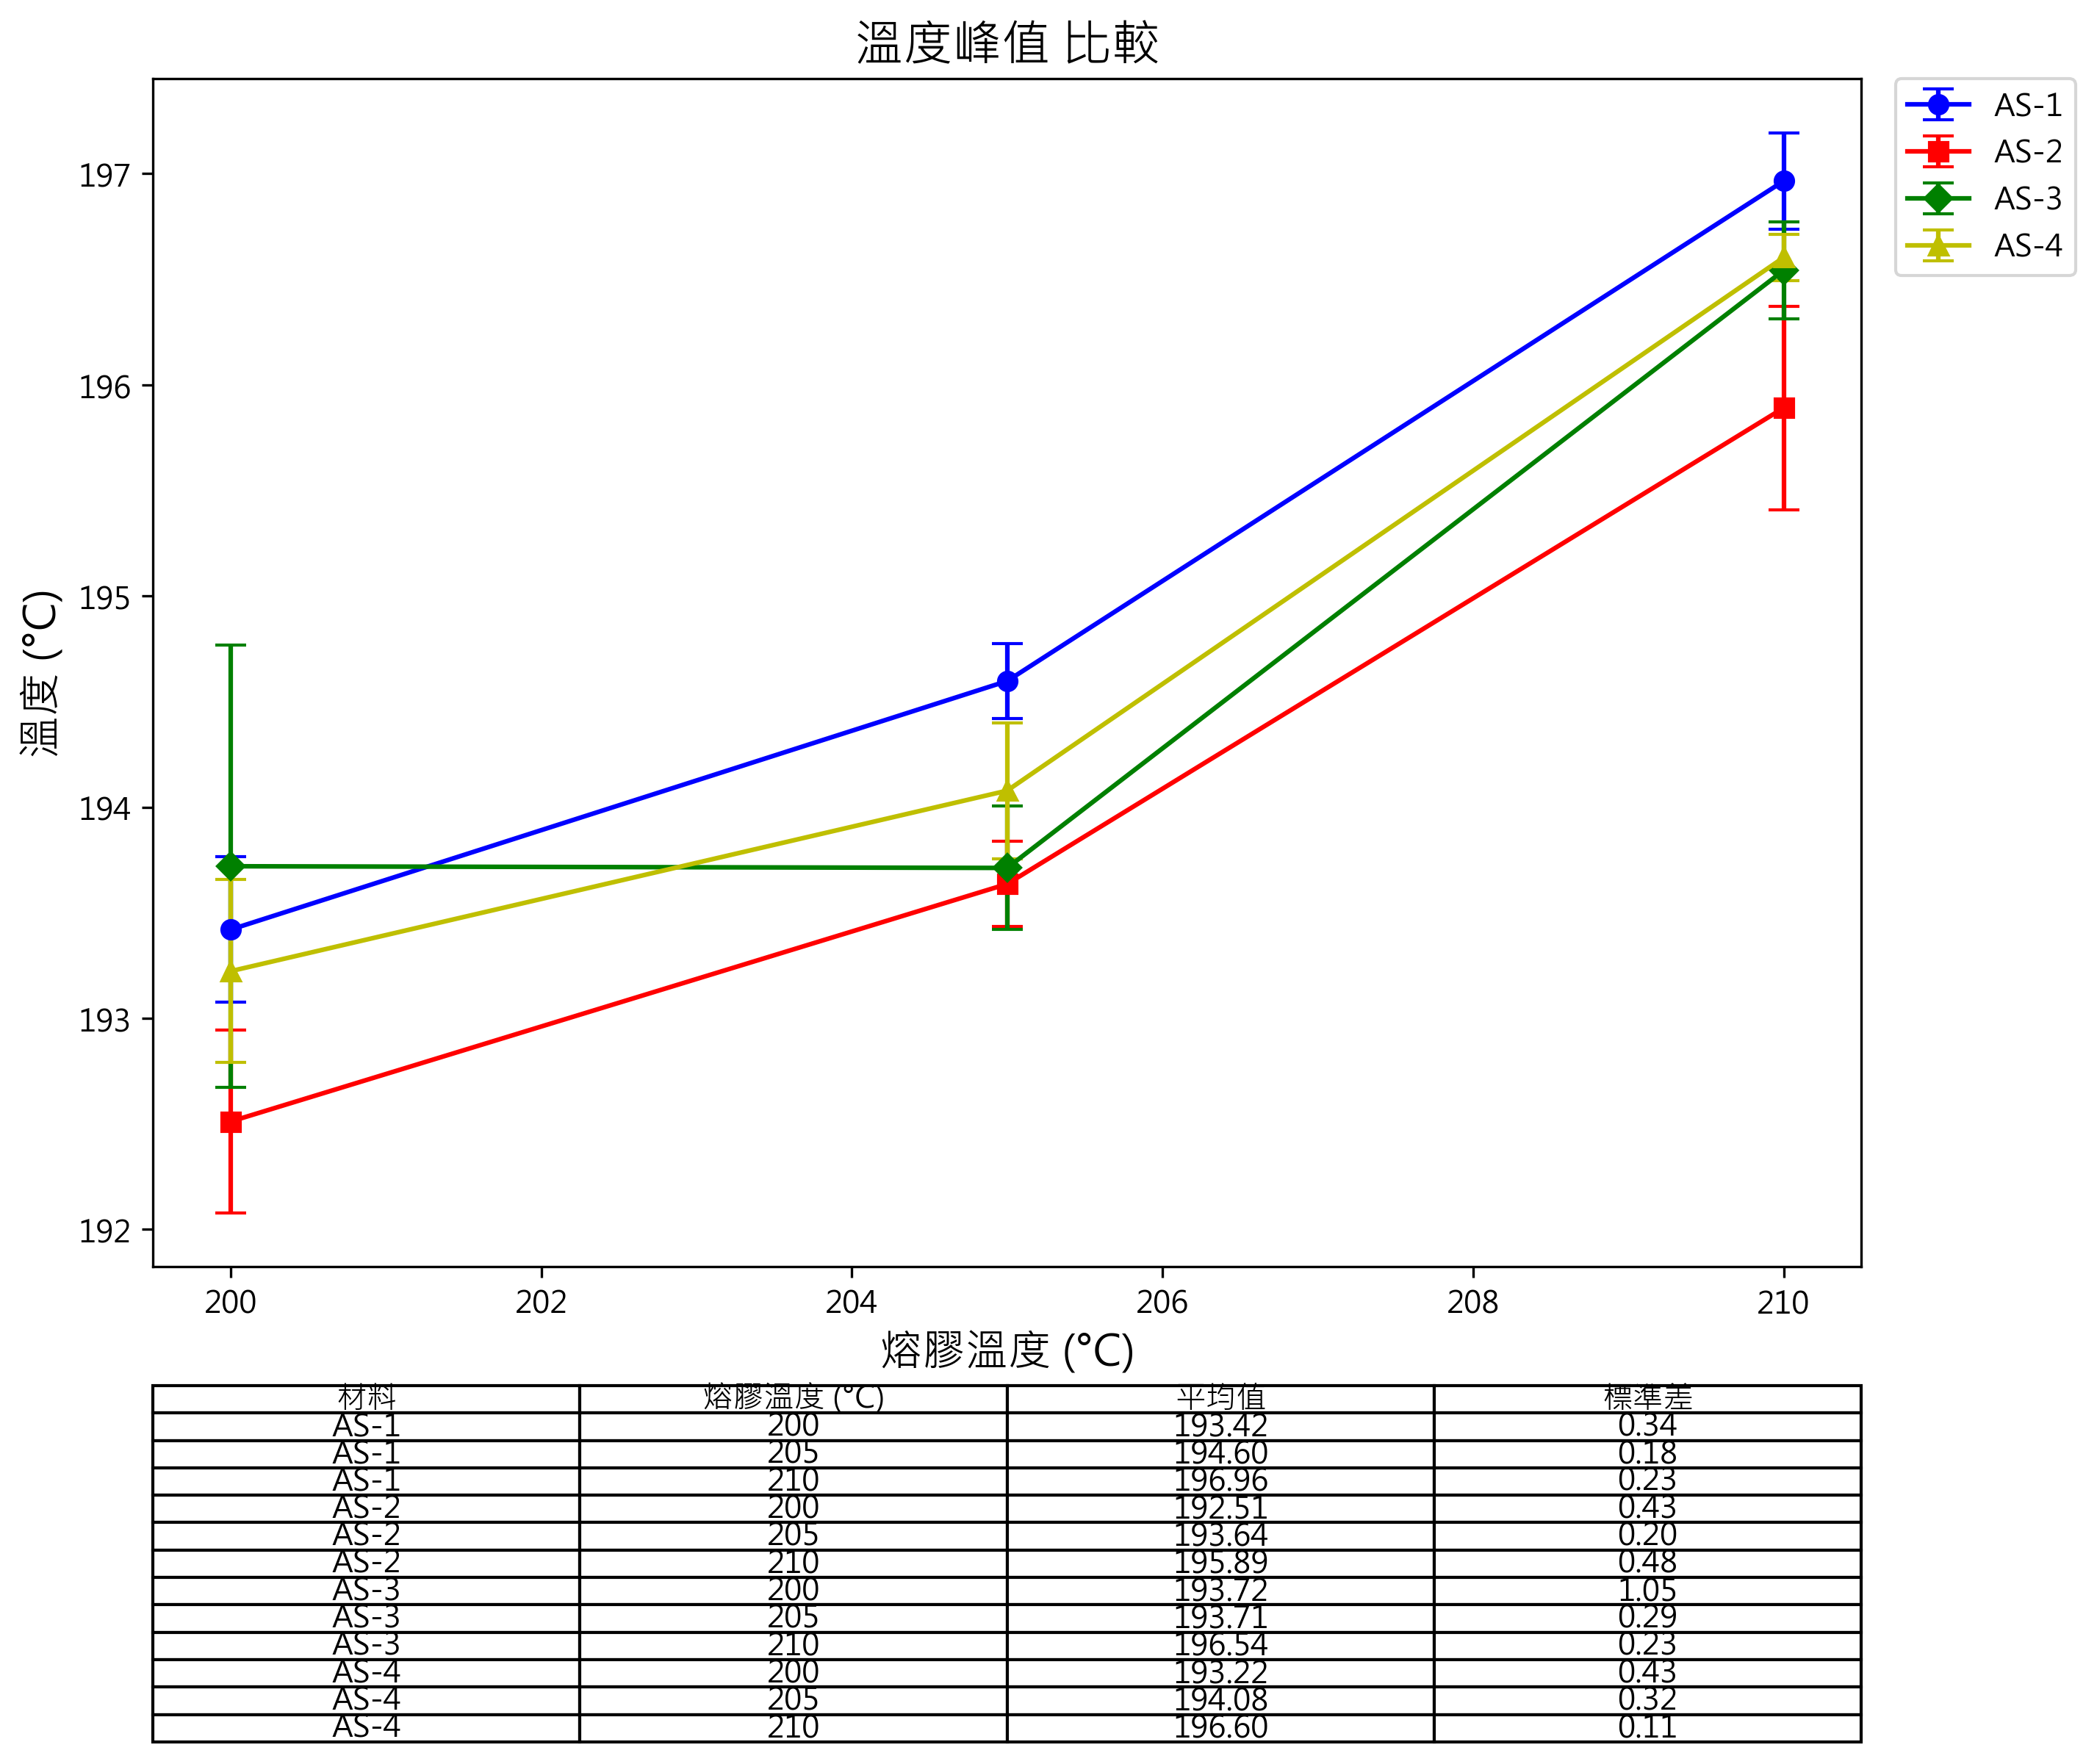 溫度峰值 比較
AS-1
AS-2
AS-3
AS-4
溫度 (°C)
197
196
195
194
193
192
200 202 204 206 208 210
熔膠溫度 (°C)
材料 熔膠溫度 (°C) 平均值 標準差
AS-1 200 193.42 0.34
AS-1 205 194.60 0.18
AS-1 210 196.96 0.23
AS-2 200 192.51 0.43
AS-2 205 193.64 0.20
AS-2 210 195.89 0.48
AS-3 200 193.72 1.05
AS-3 205 193.71 0.29
AS-3 210 196.54 0.23
AS-4 200 193.22 0.43
AS-4 205 194.08 0.32
AS-4 210 196.60 0.11